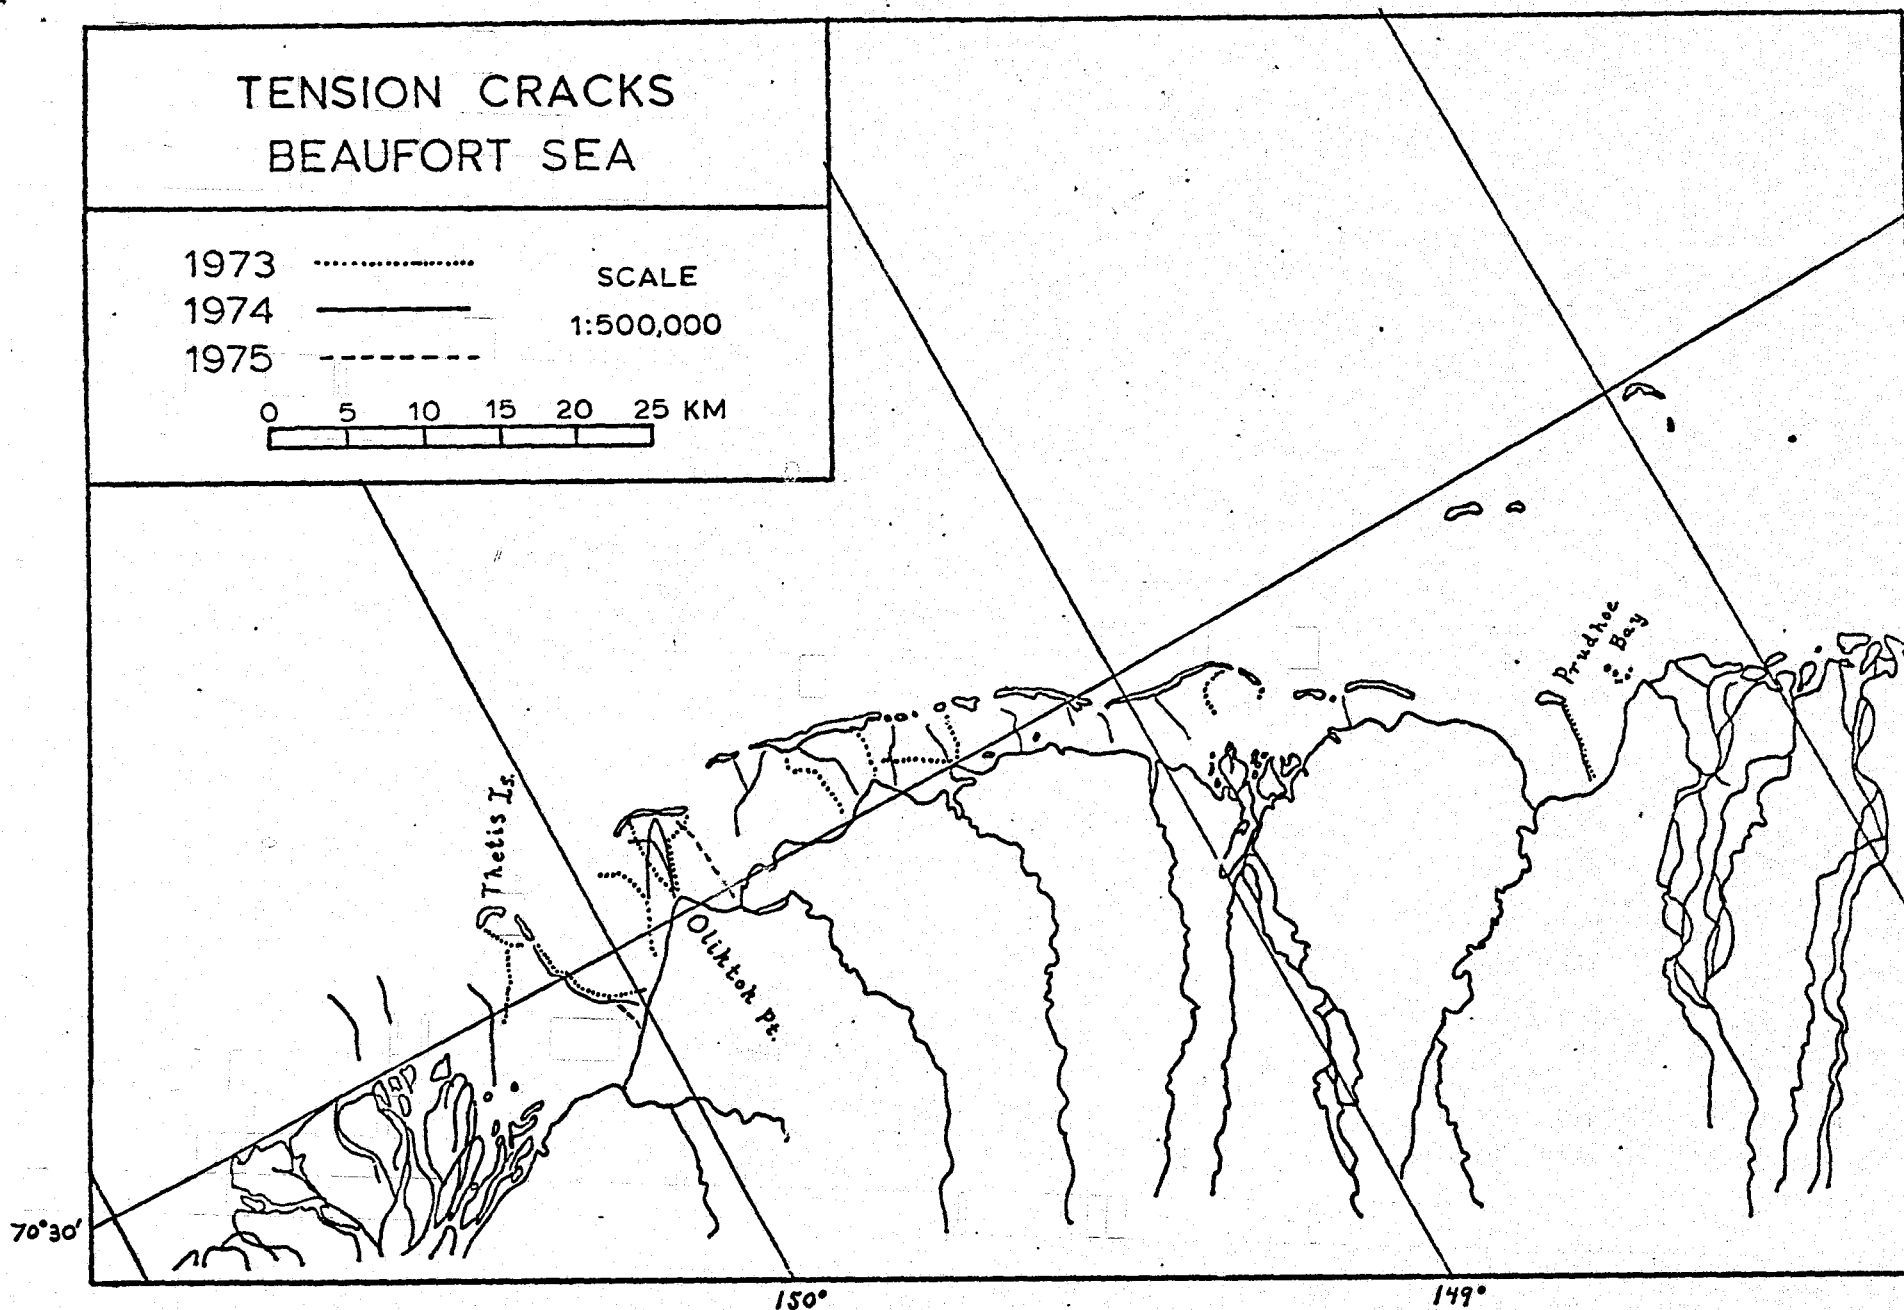 TENSION CRACKS
BEAUFORT SEA
1973
1974
1975
SCALE
1:500,000
0 5 10 15 20 25 KM
Prudhoe
Bay
Thetis Is.
Oliktok Pt.
70°30'
150°
149°